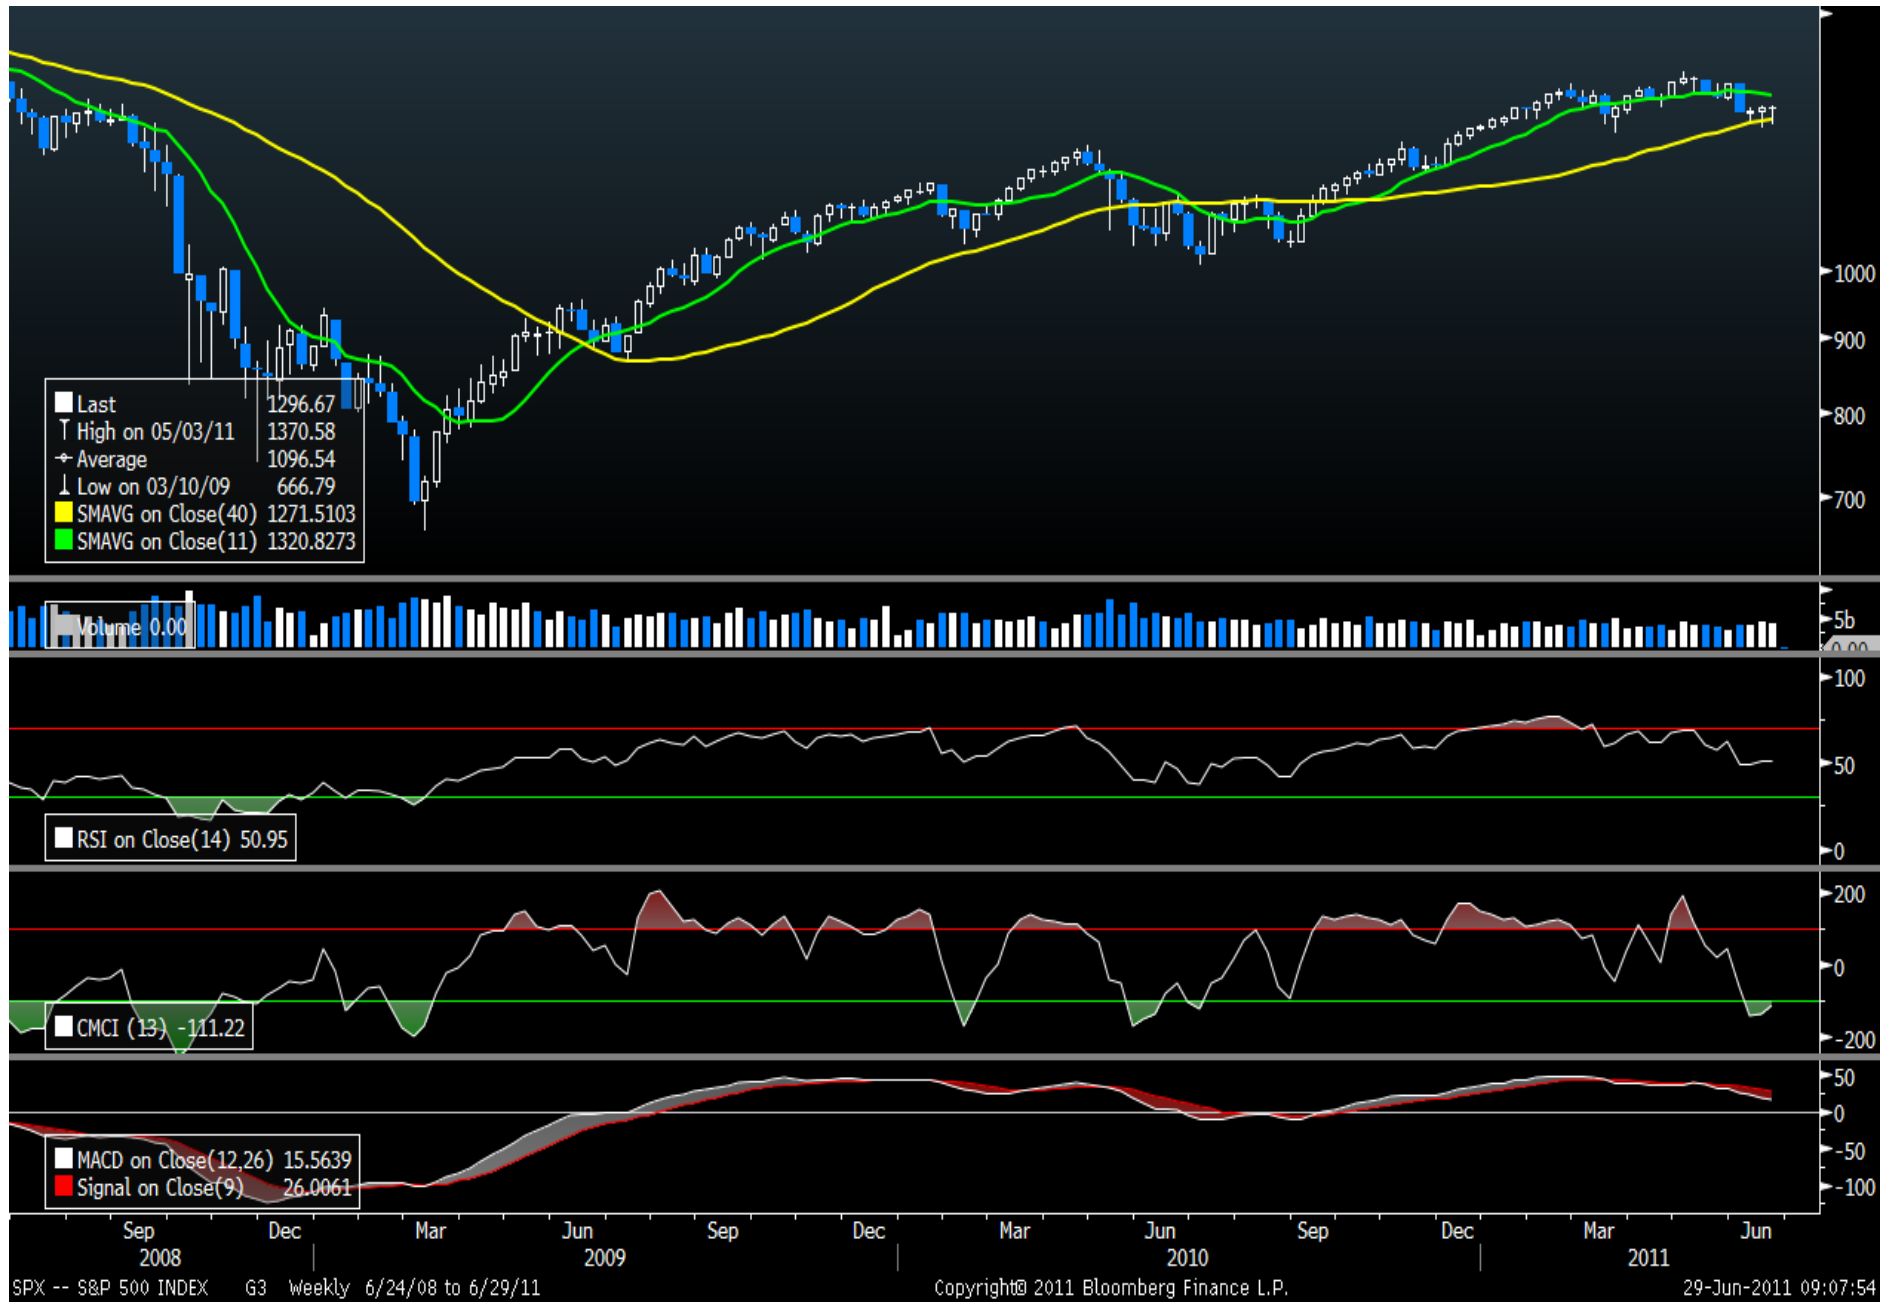 1000
900
800
700
Last 1296.67
High on 05/03/11 1370.58
Average 1096.54
Low on 03/10/09 666.79
SMAVG on Close(40) 1271.5103
SMAVG on Close(11) 1320.8273
Volume 0.00
5b
0.00
100
50
0
RSI on Close(14) 50.95
200
0
-200
CMCI (13) -111.22
50
0
-50
-100
MACD on Close(12,26) 15.5639
Signal on Close(9) 26.0061
Sep Dec Mar Jun Sep Dec Mar Jun Sep Dec Mar Jun
2008 2009 2010 2011
SPX -- S&P 500 INDEX G3 Weekly 6/24/08 to 6/29/11 Copyright© 2011 Bloomberg Finance L.P. 29-Jun-2011 09:07:54